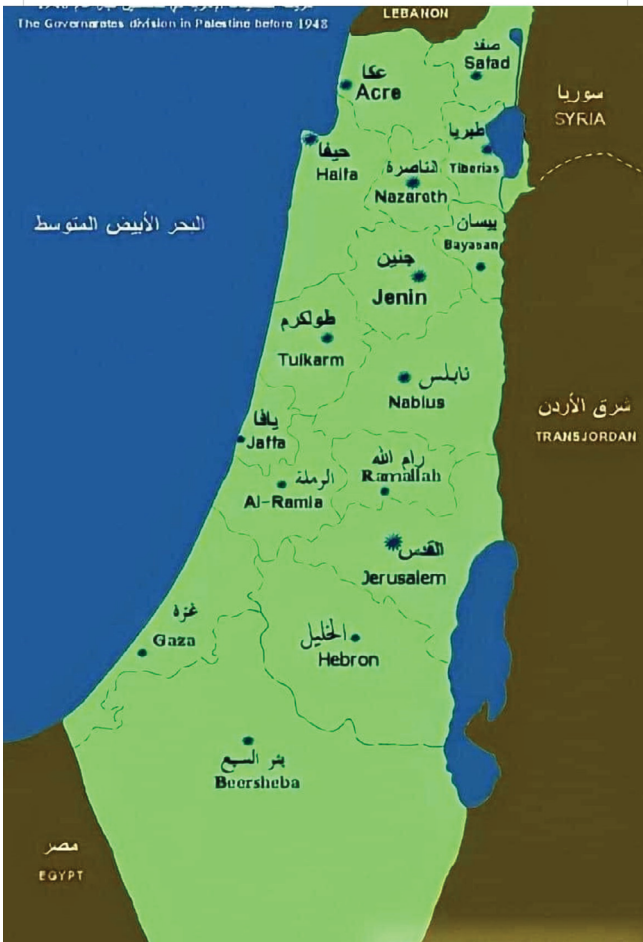 The Governarates division in Palestine before 1948
LEBANON
صفد
Safad
عكا
Acre
سوريا
SYRIA
طبريا
Tiberias
حيفا
Haifa
الناصرة
Nazareth
البحر الأبيض المتوسط
بيسان
Bayasan
جنين
Jenin
طولكرم
Tulkarm
نابلس
Nablus
شرق الأردن
TRANSJORDAN
يافا
Jaffa
رام الله
Ramallah
الرملة
Al-Ramla
القدس
Jerusalem
غزة
Gaza
الخليل
Hebron
بئر السبع
Beersheba
مصر
EGYPT